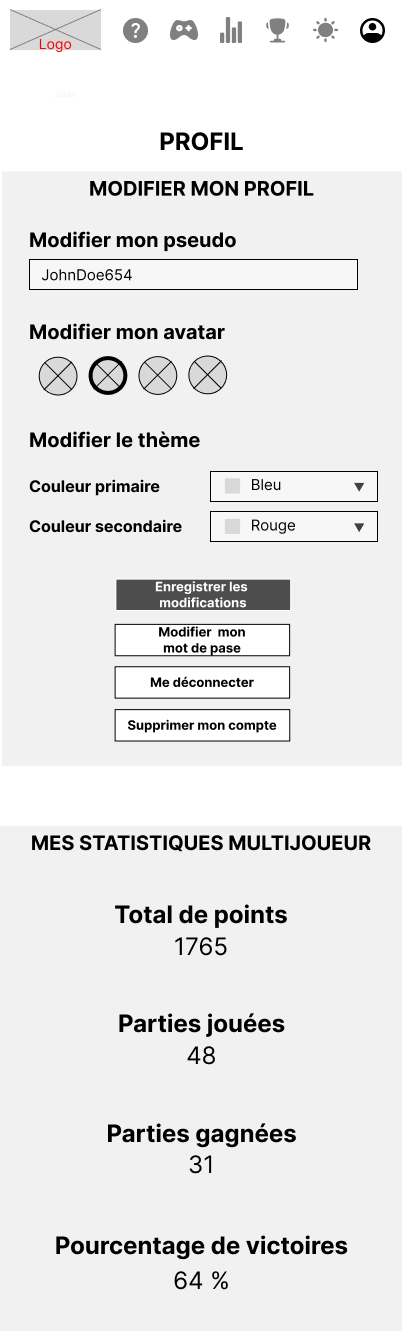 Logo
PROFIL
MODIFIER MON PROFIL
Modifier mon pseudo
JohnDoe654
Modifier mon avatar
Modifier le thème
Couleur primaire
Bleu
Couleur secondaire
Rouge
Enregistrer les
modifications
Modifier mon
mot de pase
Me déconnecter
Supprimer mon compte
MES STATISTIQUES MULTIJOUEUR
Total de points
1765
Parties jouées
48
Parties gagnées
31
Pourcentage de victoires
64 %